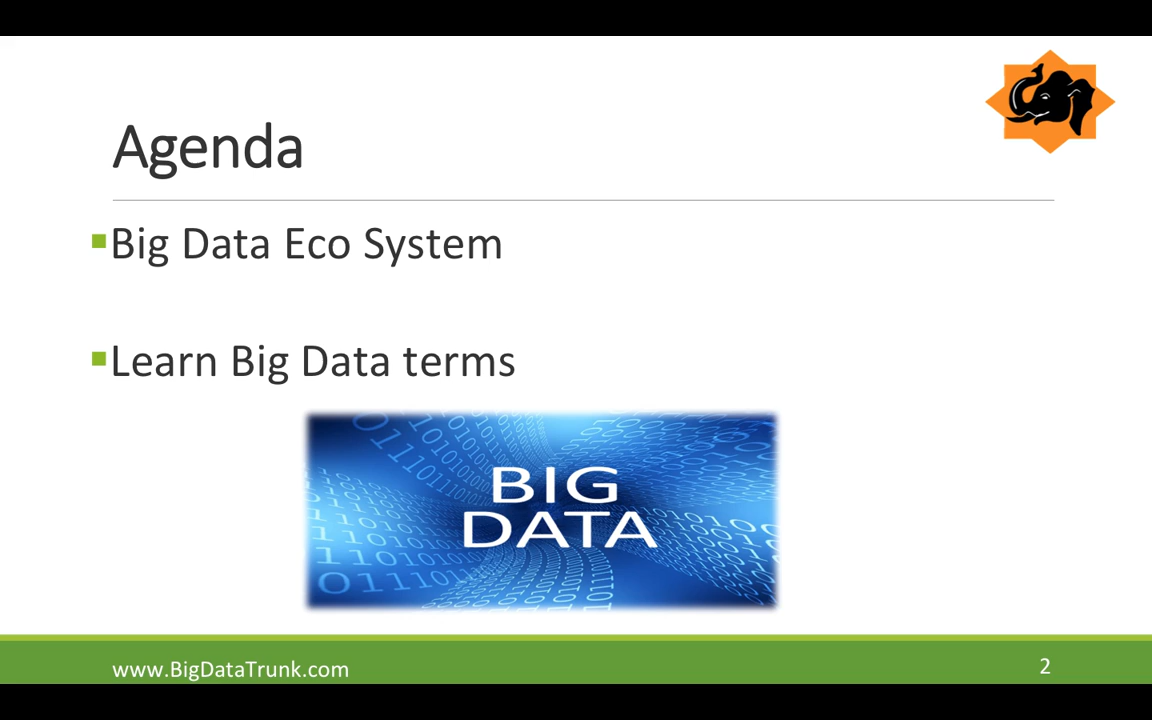 Agenda
Big Data Eco System
Learn Big Data terms
BIG
DATA
www.BigDataTrunk.com
2